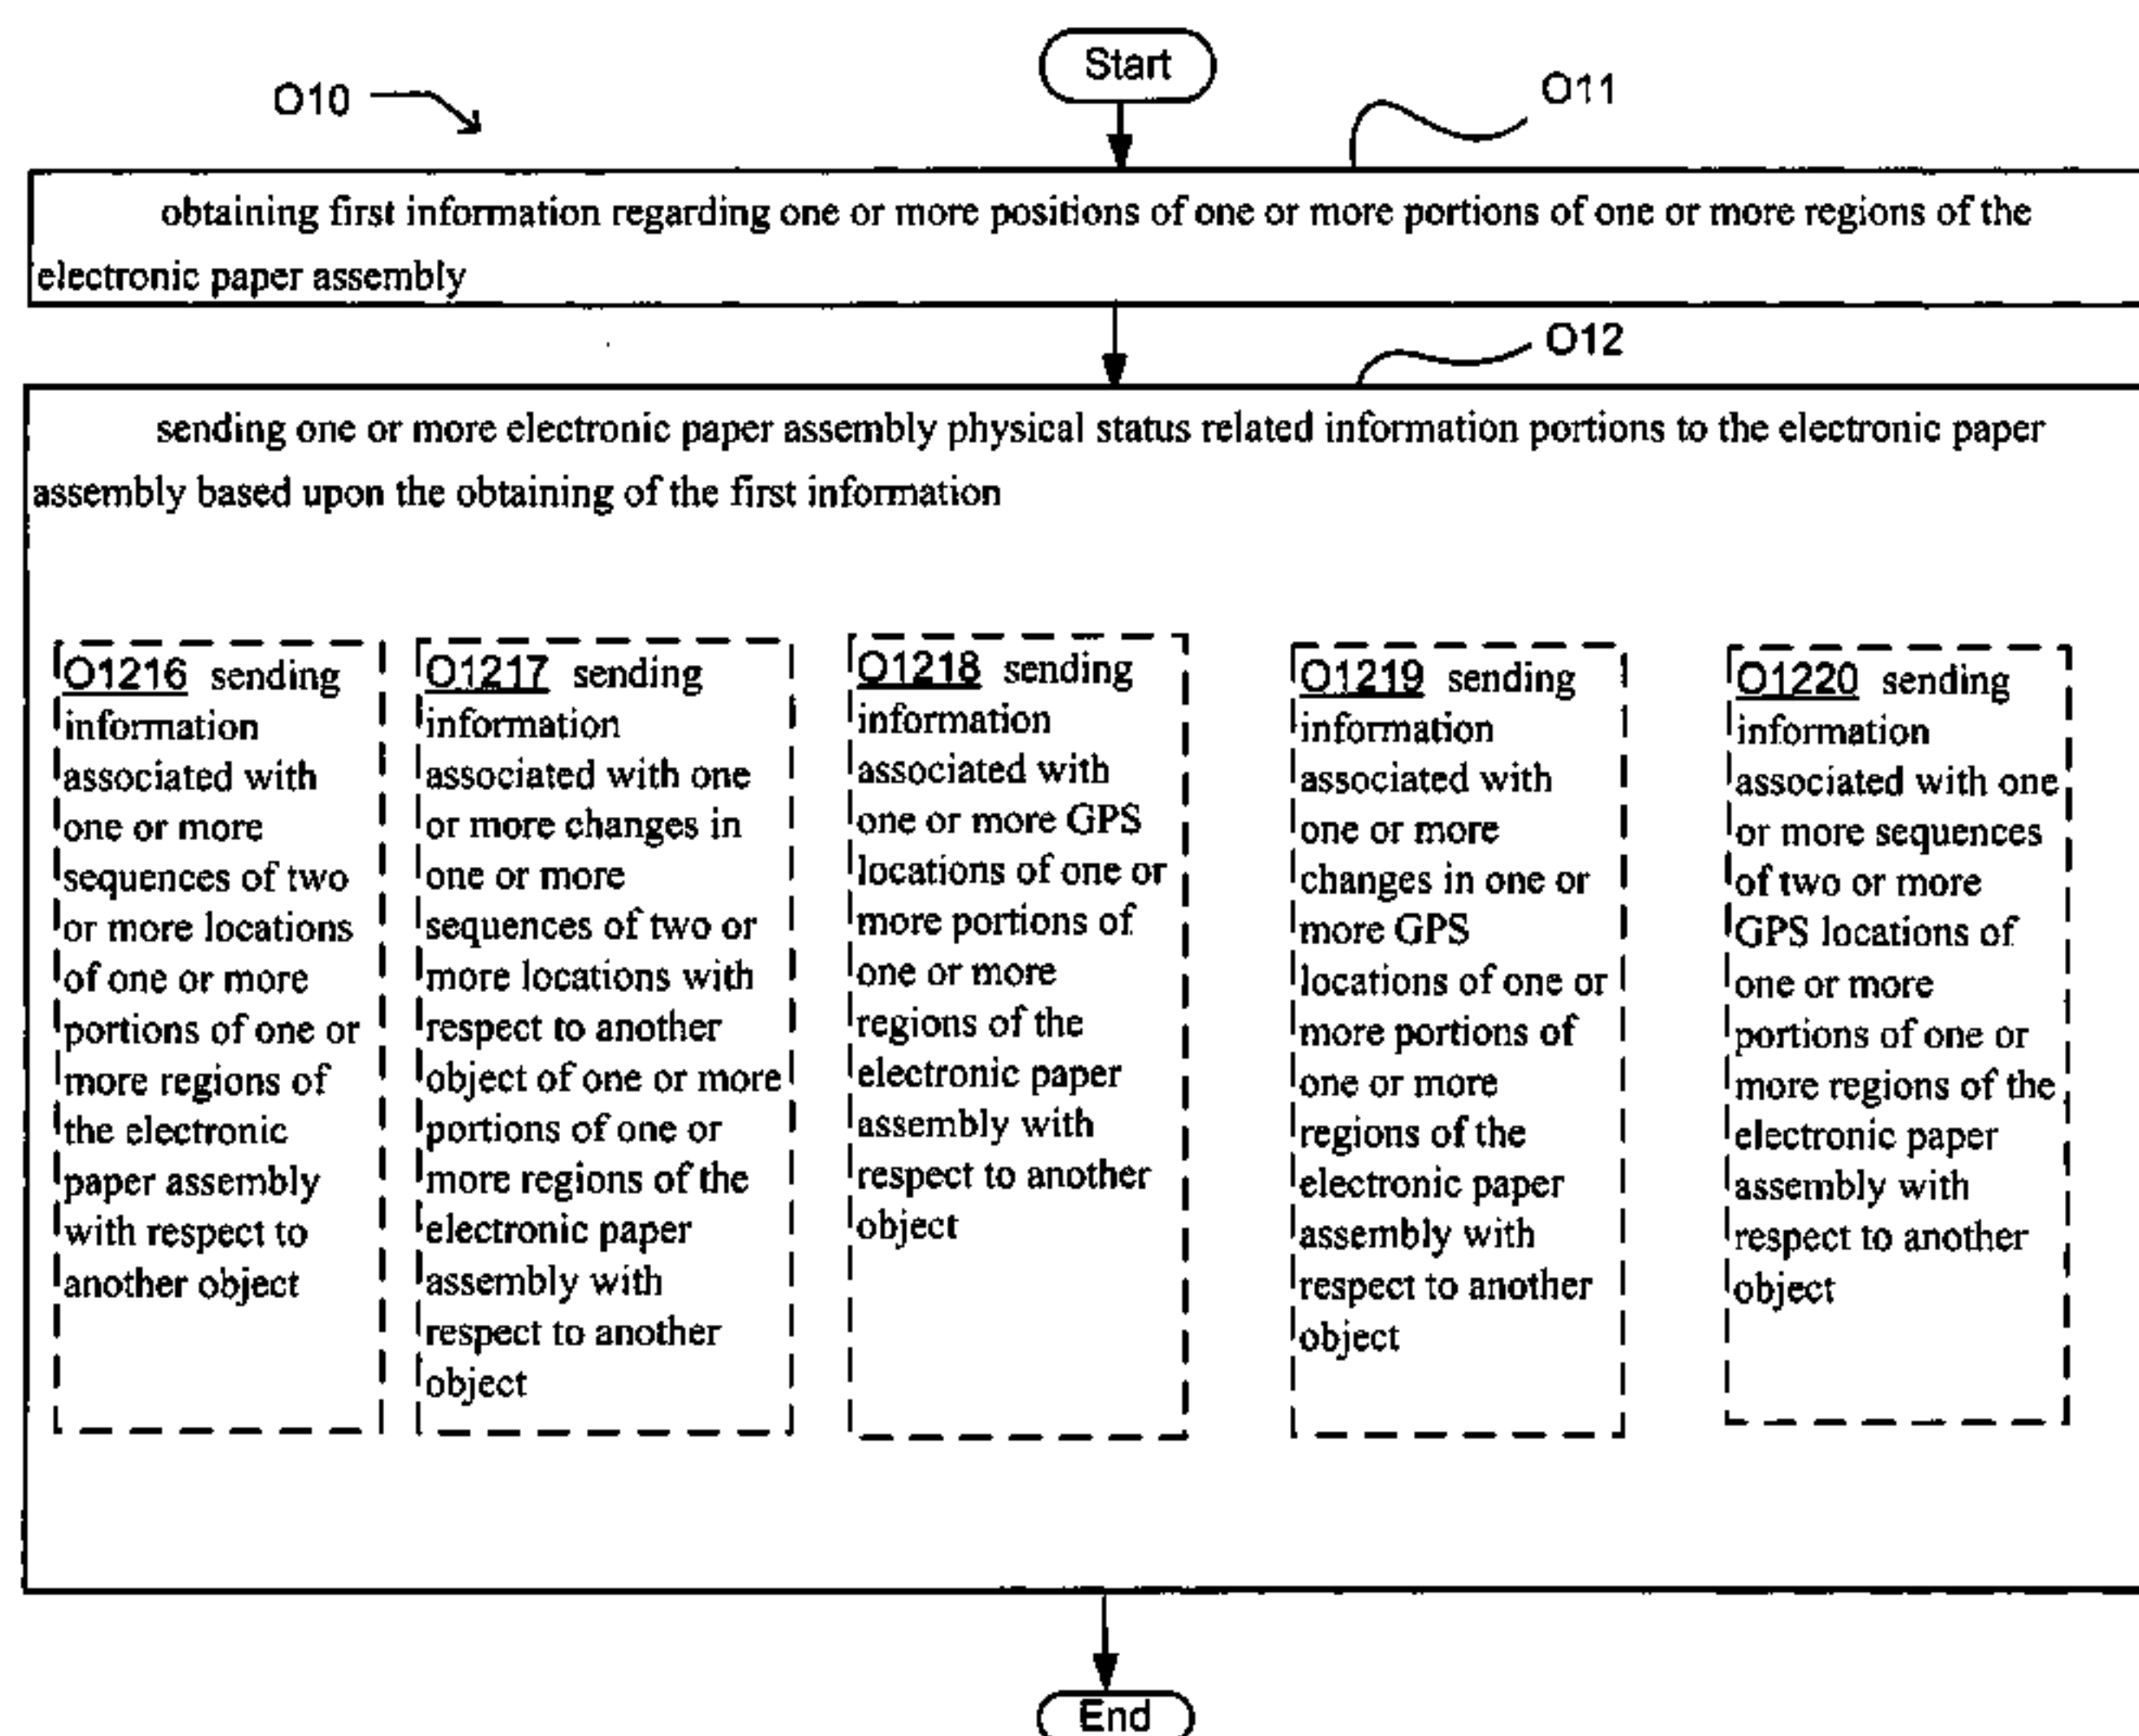 Start
O10
O11
obtaining first information regarding one or more positions of one or more portions of one or more regions of the
electronic paper assembly
O12
sending one or more electronic paper assembly physical status related information portions to the electronic paper
assembly based upon the obtaining of the first information
O1216 sending
information
associated with
one or more
sequences of two
or more locations
of one or more
portions of one or
more regions of
the electronic
paper assembly
with respect to
another object
O1217 sending
information
associated with one
or more changes in
one or more
sequences of two or
more locations with
respect to another
object of one or more
portions of one or
more regions of the
electronic paper
assembly with
respect to another
object
O1218 sending
information
associated with
one or more GPS
locations of one or
more portions of
one or more
regions of the
electronic paper
assembly with
respect to another
object
O1219 sending
information
associated with
one or more
changes in one or
more GPS
locations of one or
more portions of
one or more
regions of the
electronic paper
assembly with
respect to another
object
O1220 sending
information
associated with one
or more sequences
of two or more
GPS locations of
one or more
portions of one or
more regions of the
electronic paper
assembly with
respect to another
object
End